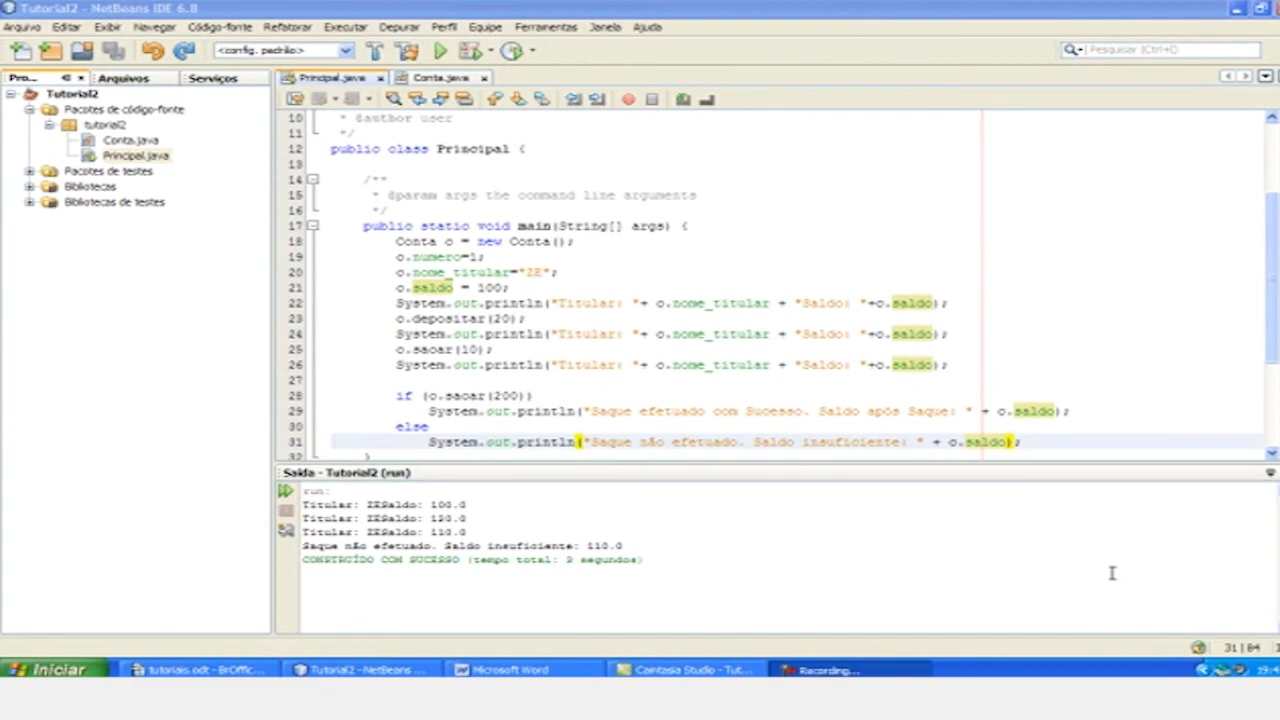 Tutorial2 - NetBeans IDE 6.8
Arquivo Editar Exibir Navegar Código-fonte Refatorar Executar Depurar Perfil Equipe Ferramentas Janela Ajuda
<config. padrão> Pesquisar (Ctrl+I)
Pro... Arquivos Serviços Principal.java Conta.java
Tutorial2
Pacotes de código-fonte
tutorial2
Conta.java
Principal.java
Pacotes de testes
Bibliotecas
Bibliotecas de testes
10 * @author user
11 */
12 public class Principal {
13
14 /**
15 * @param args the command line arguments
16 */
17 public static void main(String[] args) {
18 Conta c = new Conta();
19 c.numero=1;
20 c.nome_titular="ZE";
21 c.saldo = 100;
22 System.out.println("Titular: "+ c.nome_titular + "Saldo: "+c.saldo);
23 c.depositar(20);
24 System.out.println("Titular: "+ c.nome_titular + "Saldo: "+c.saldo);
25 c.sacar(10);
26 System.out.println("Titular: "+ c.nome_titular + "Saldo: "+c.saldo);
27
28 if (c.sacar(200))
29 System.out.println("Saque efetuado com Sucesso. Saldo após Saque: " + c.saldo);
30 else
31 System.out.println("Saque não efetuado. Saldo insuficiente: " + c.saldo);
32 }
Saída - Tutorial2 (run)
run:
Titular: ZESaldo: 100.0
Titular: ZESaldo: 120.0
Titular: ZESaldo: 110.0
Saque não efetuado. Saldo insuficiente: 110.0
CONSTRUÍDO COM SUCESSO (tempo total: segundos)
31 | 84
Iniciar tutoriais.odt - BrOffic... Tutorial2 - NetBeans ... Microsoft Word Camtasia Studio - Tut... Recording...